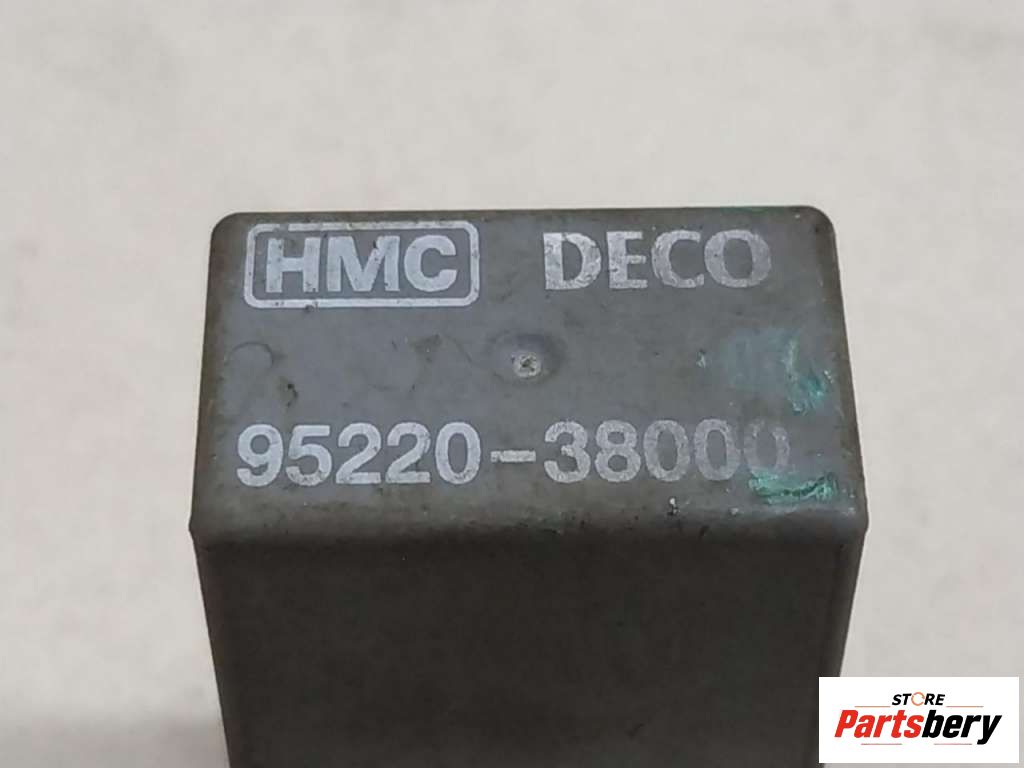 HMC DECO
95220-38000
STORE
Partsbery